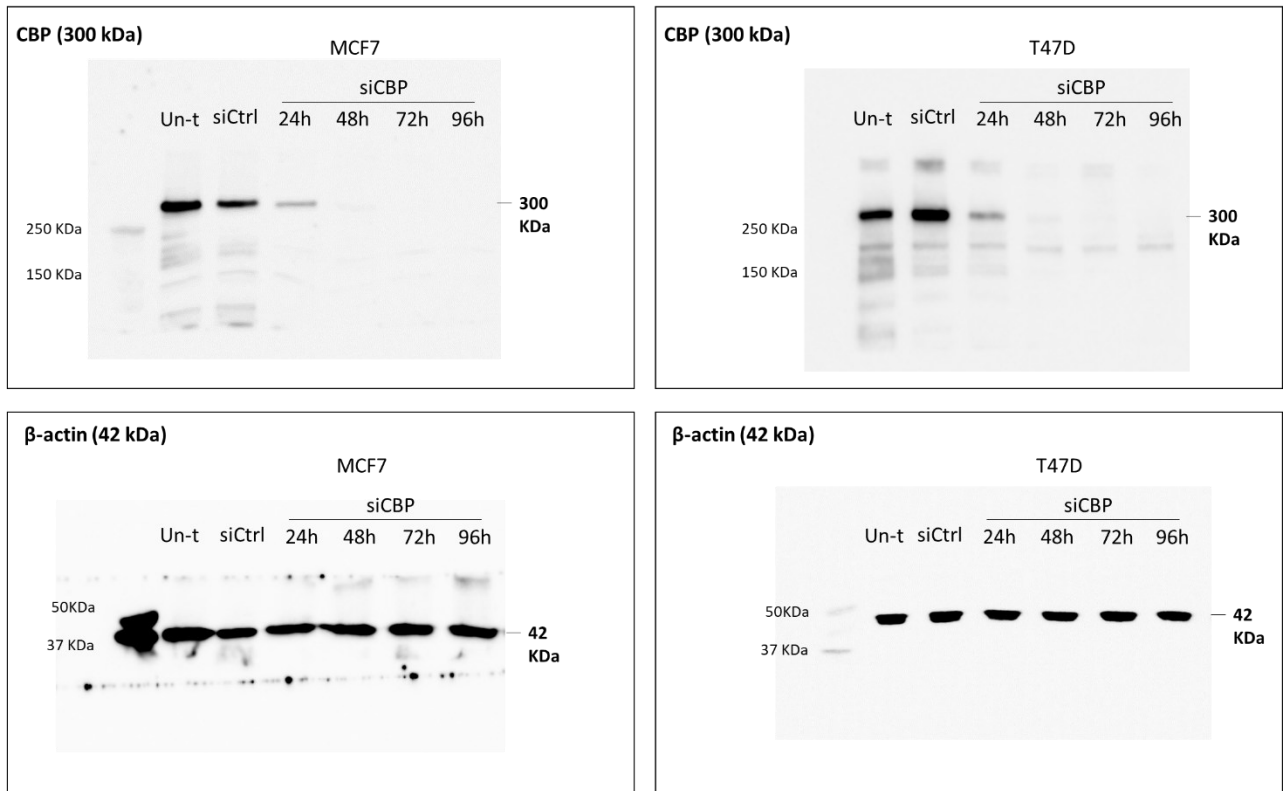 CBP (300 kDa)
MCF7
siCBP
Un-t siCtrl 24h 48h 72h 96h
300
KDa
250 KDa
150 KDa
CBP (300 kDa)
T47D
siCBP
Un-t siCtrl 24h 48h 72h 96h
300
KDa
250 KDa
150 KDa
β-actin (42 kDa)
MCF7
siCBP
Un-t siCtrl 24h 48h 72h 96h
50KDa
42
KDa
37 KDa
β-actin (42 kDa)
T47D
siCBP
Un-t siCtrl 24h 48h 72h 96h
50KDa
42
KDa
37 KDa